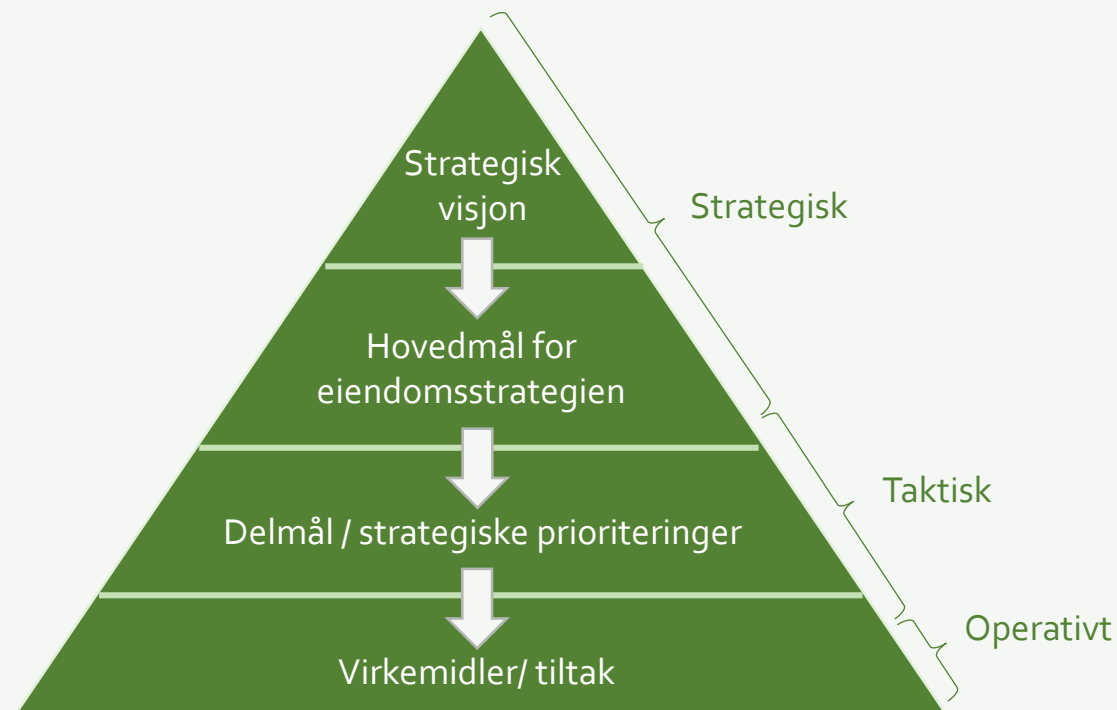 Strategisk
visjon
Strategisk
Hovedmål for
eiendomsstrategien
Taktisk
Delmål / strategiske prioriteringer
Operativt
Virkemidler/ tiltak